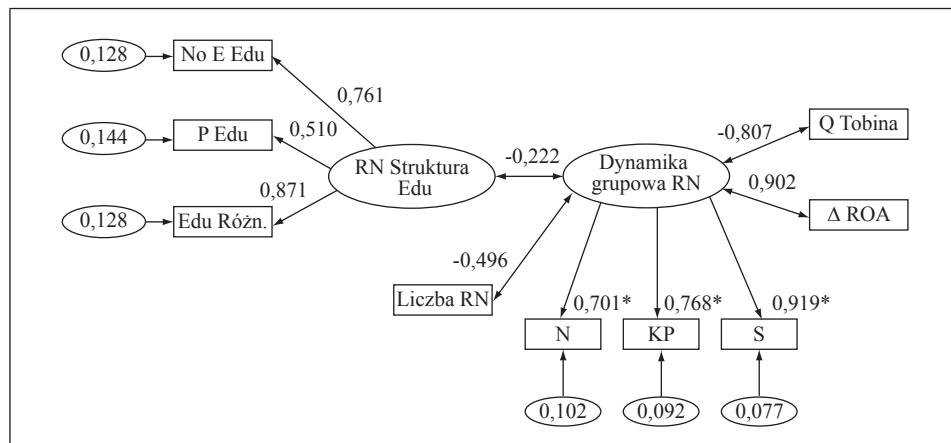 0,128
No E Edu
0,761
0,144
P Edu
0,510
0,871
0,128
Edu Różn.
RN Struktura
Edu
-0,222
Dynamika
grupowa RN
-0,807
Q Tobina
0,902
Δ ROA
-0,496
Liczba RN
0,701*
0,768*
0,919*
N
KP
S
0,102
0,092
0,077